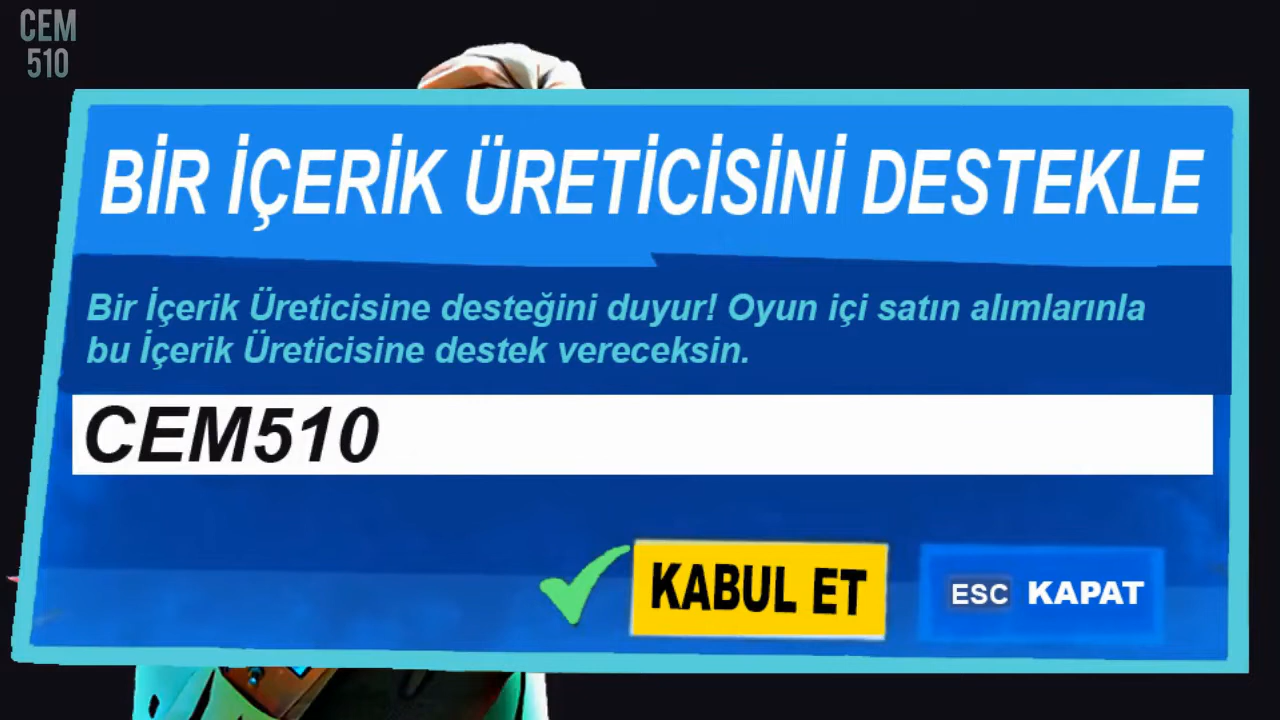 CEM
510
BİR İÇERİK ÜRETİCİSİNİ DESTEKLE
Bir İçerik Üreticisine desteğini duyur! Oyun içi satın alımlarınla
bu İçerik Üreticisine destek vereceksin.
CEM510
KABUL ET
ESC KAPAT